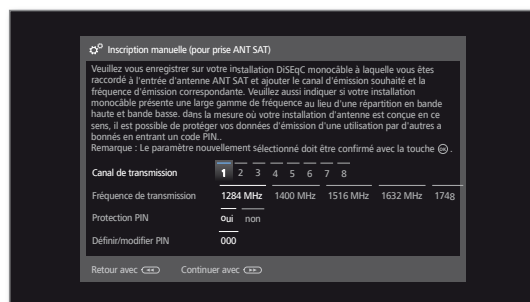 Inscription manuelle (pour prise ANT SAT)
Veuillez vous enregistrer sur votre installation DiSEqC monocâble à laquelle vous êtes
raccordé à l'entrée d'antenne ANT SAT et ajouter le canal d'émission souhaité et la
fréquence d'émission correspondante. Veuillez aussi indiquer si votre installation
monocâble présente une large gamme de fréquence au lieu d'une répartition en bande
haute et bande basse. dans la mesure où votre installation d'antenne est conçue en ce
sens, il est possible de protéger vos données d'émission d'une utilisation par d'autres a
bonnés en entrant un code PIN..
Remarque : Le paramètre nouvellement sélectionné doit être confirmé avec la touche OK .
Canal de transmission 1 2 3 4 5 6 7 8
Fréquence de transmission 1284 MHz 1400 MHz 1516 MHz 1632 MHz 1748
Protection PIN oui non
Définir/modifier PIN 000
Retour avec Continuer avec